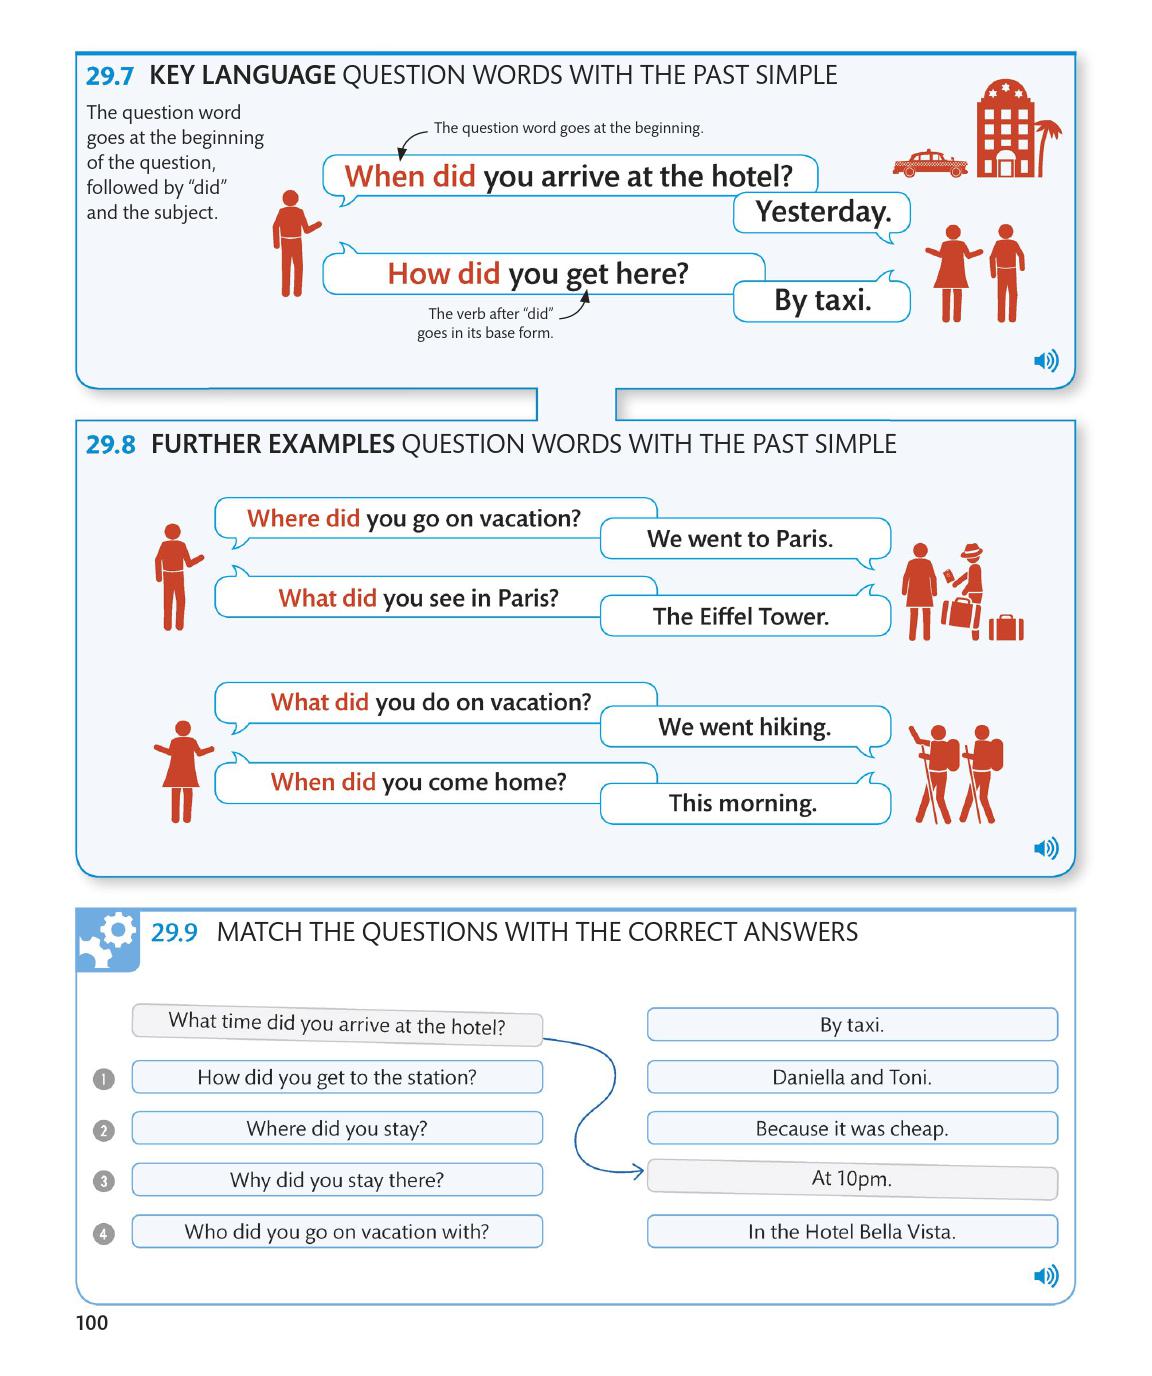 29.7 KEY LANGUAGE QUESTION WORDS WITH THE PAST SIMPLE
The question word
goes at the beginning
of the question,
followed by “did”
and the subject.
The question word goes at the beginning.
When did you arrive at the hotel?
Yesterday.
How did you get here?
By taxi.
The verb after “did”
goes in its base form.
29.8 FURTHER EXAMPLES QUESTION WORDS WITH THE PAST SIMPLE
Where did you go on vacation?
We went to Paris.
What did you see in Paris?
The Eiffel Tower.
What did you do on vacation?
We went hiking.
When did you come home?
This morning.
29.9 MATCH THE QUESTIONS WITH THE CORRECT ANSWERS
What time did you arrive at the hotel?
By taxi.
1 How did you get to the station?
Daniella and Toni.
2 Where did you stay?
Because it was cheap.
3 Why did you stay there?
At 10pm.
4 Who did you go on vacation with?
In the Hotel Bella Vista.
100